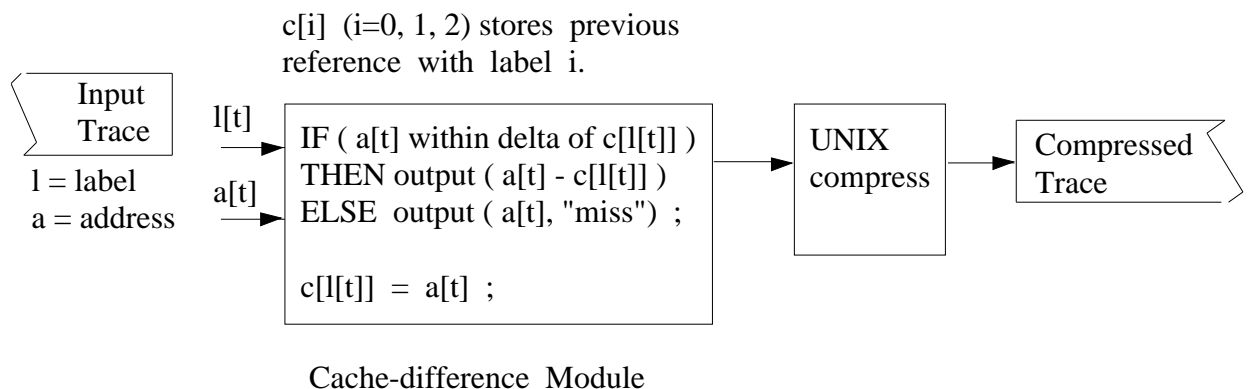 c[i] (i=0, 1, 2) stores previous
reference with label i.
Input
Trace
l = label
a = address
l[t]
a[t]
IF ( a[t] within delta of c[l[t]] )
THEN output ( a[t] - c[l[t]] )
ELSE output ( a[t], "miss") ;
c[l[t]] = a[t] ;
UNIX
compress
Compressed
Trace
Cache-difference Module